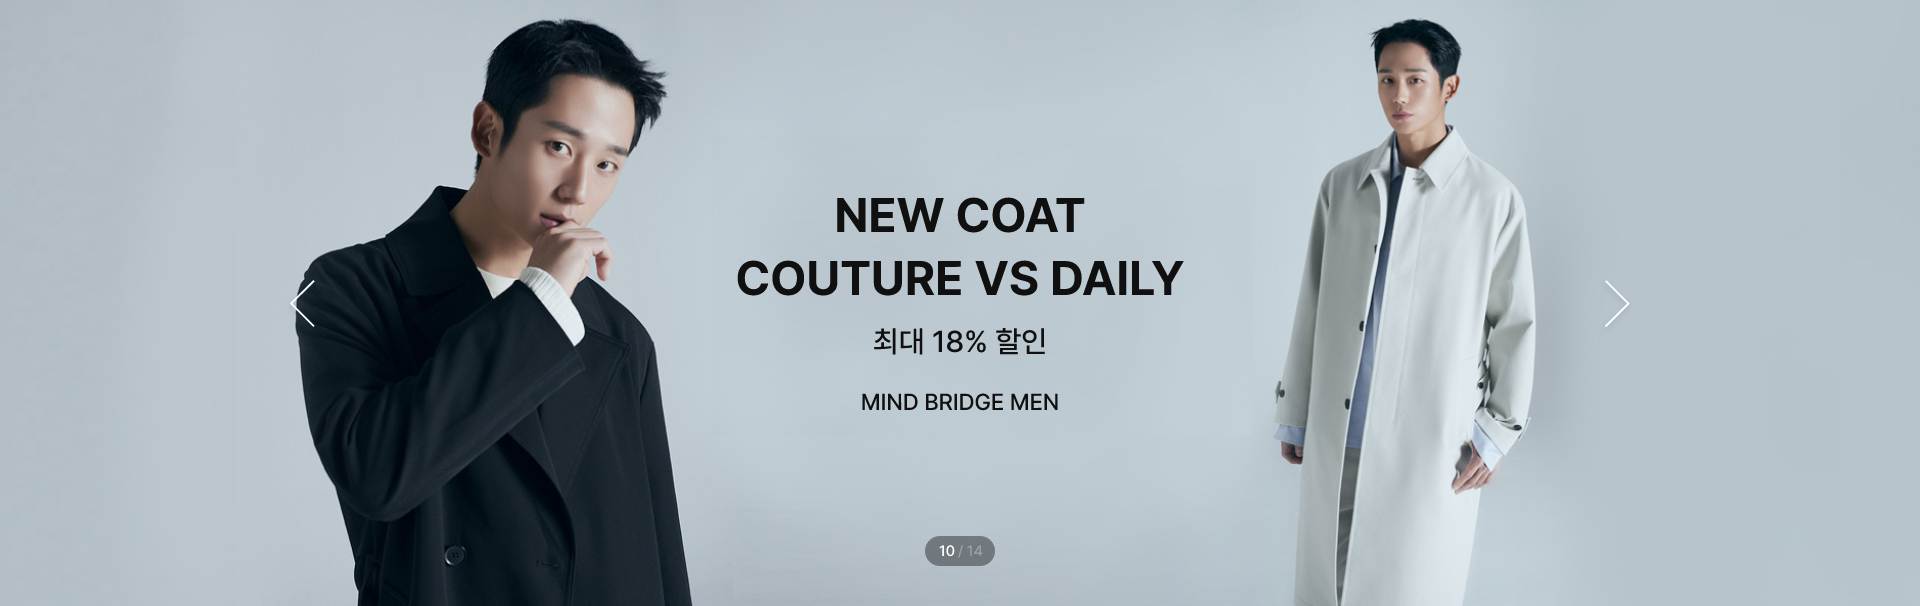 NEW COAT
COUTURE VS DAILY
최대 18% 할인
MIND BRIDGE MEN
10 / 14